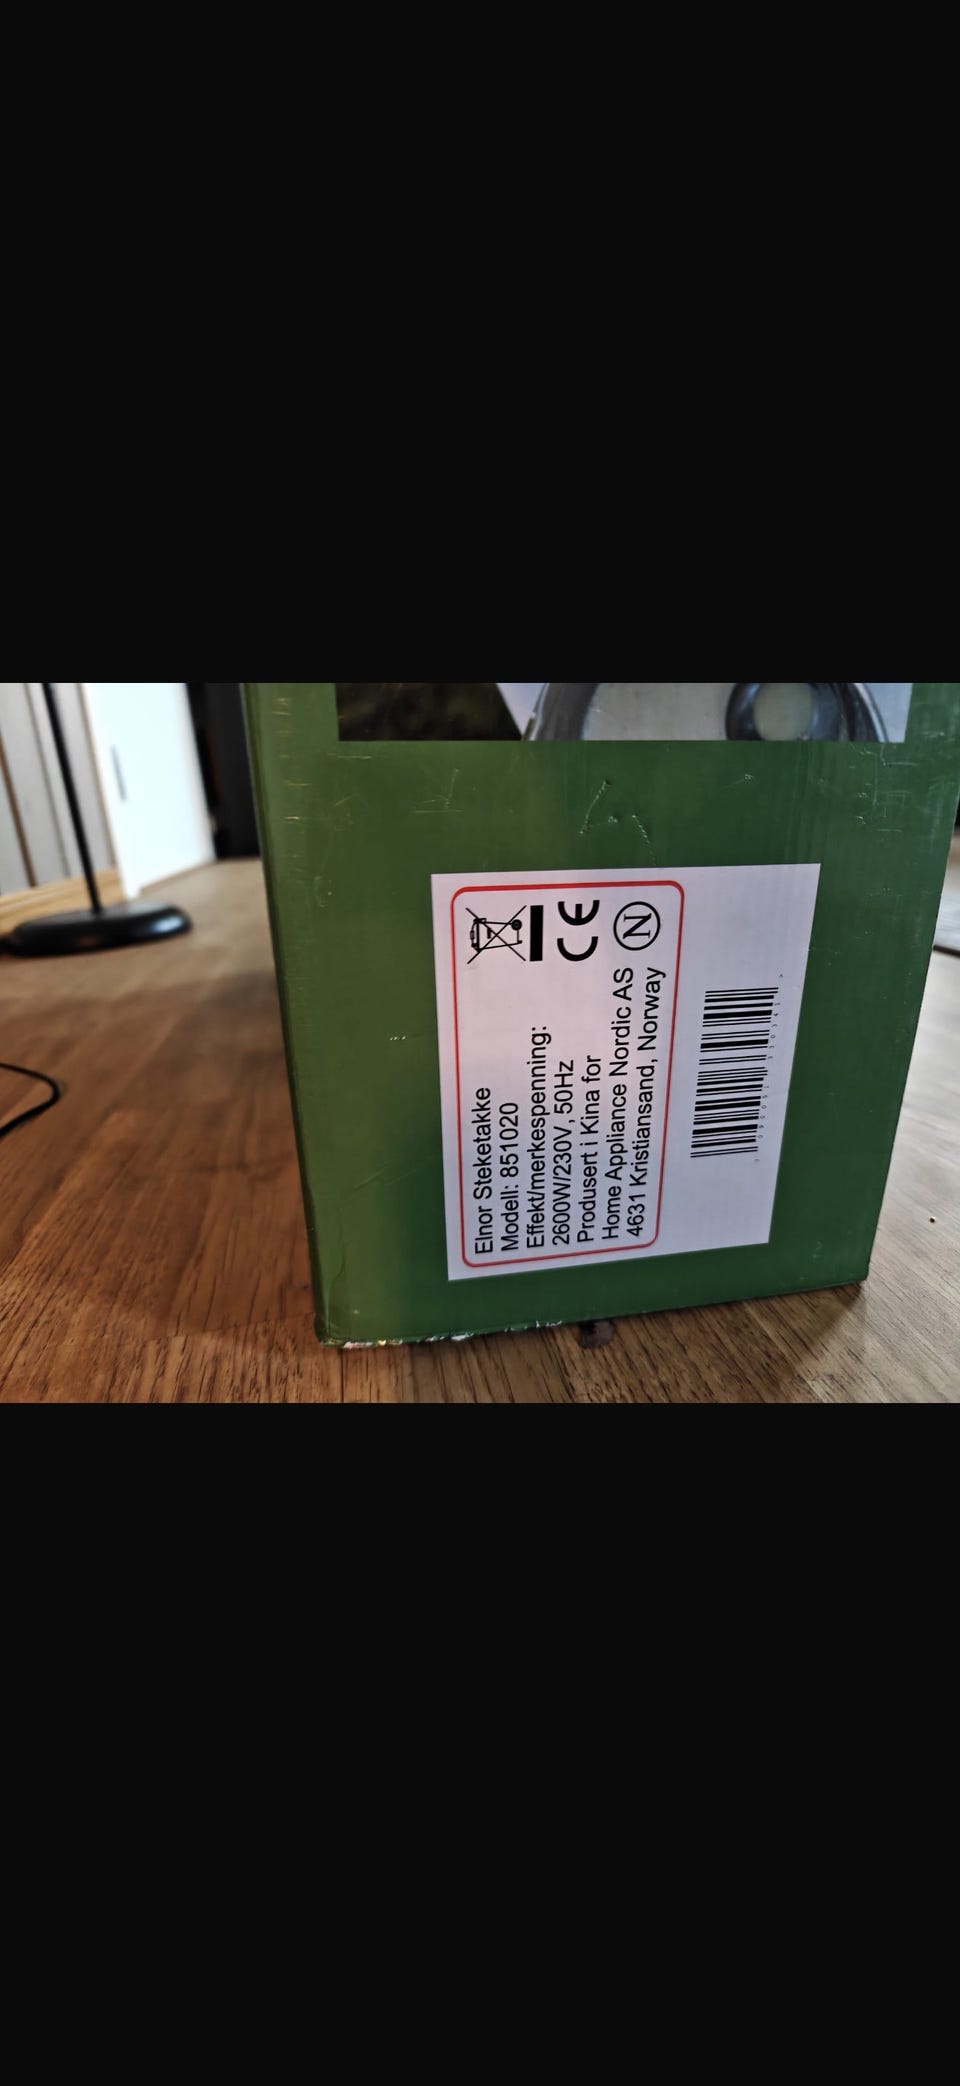 Elnor Steketakke
Modell: 851020
Effekt/merkespenning:
2600W/230V, 50Hz
Produsert i Kina for
Home Appliance Nordic AS
4631 Kristiansand, Norway
CE
N